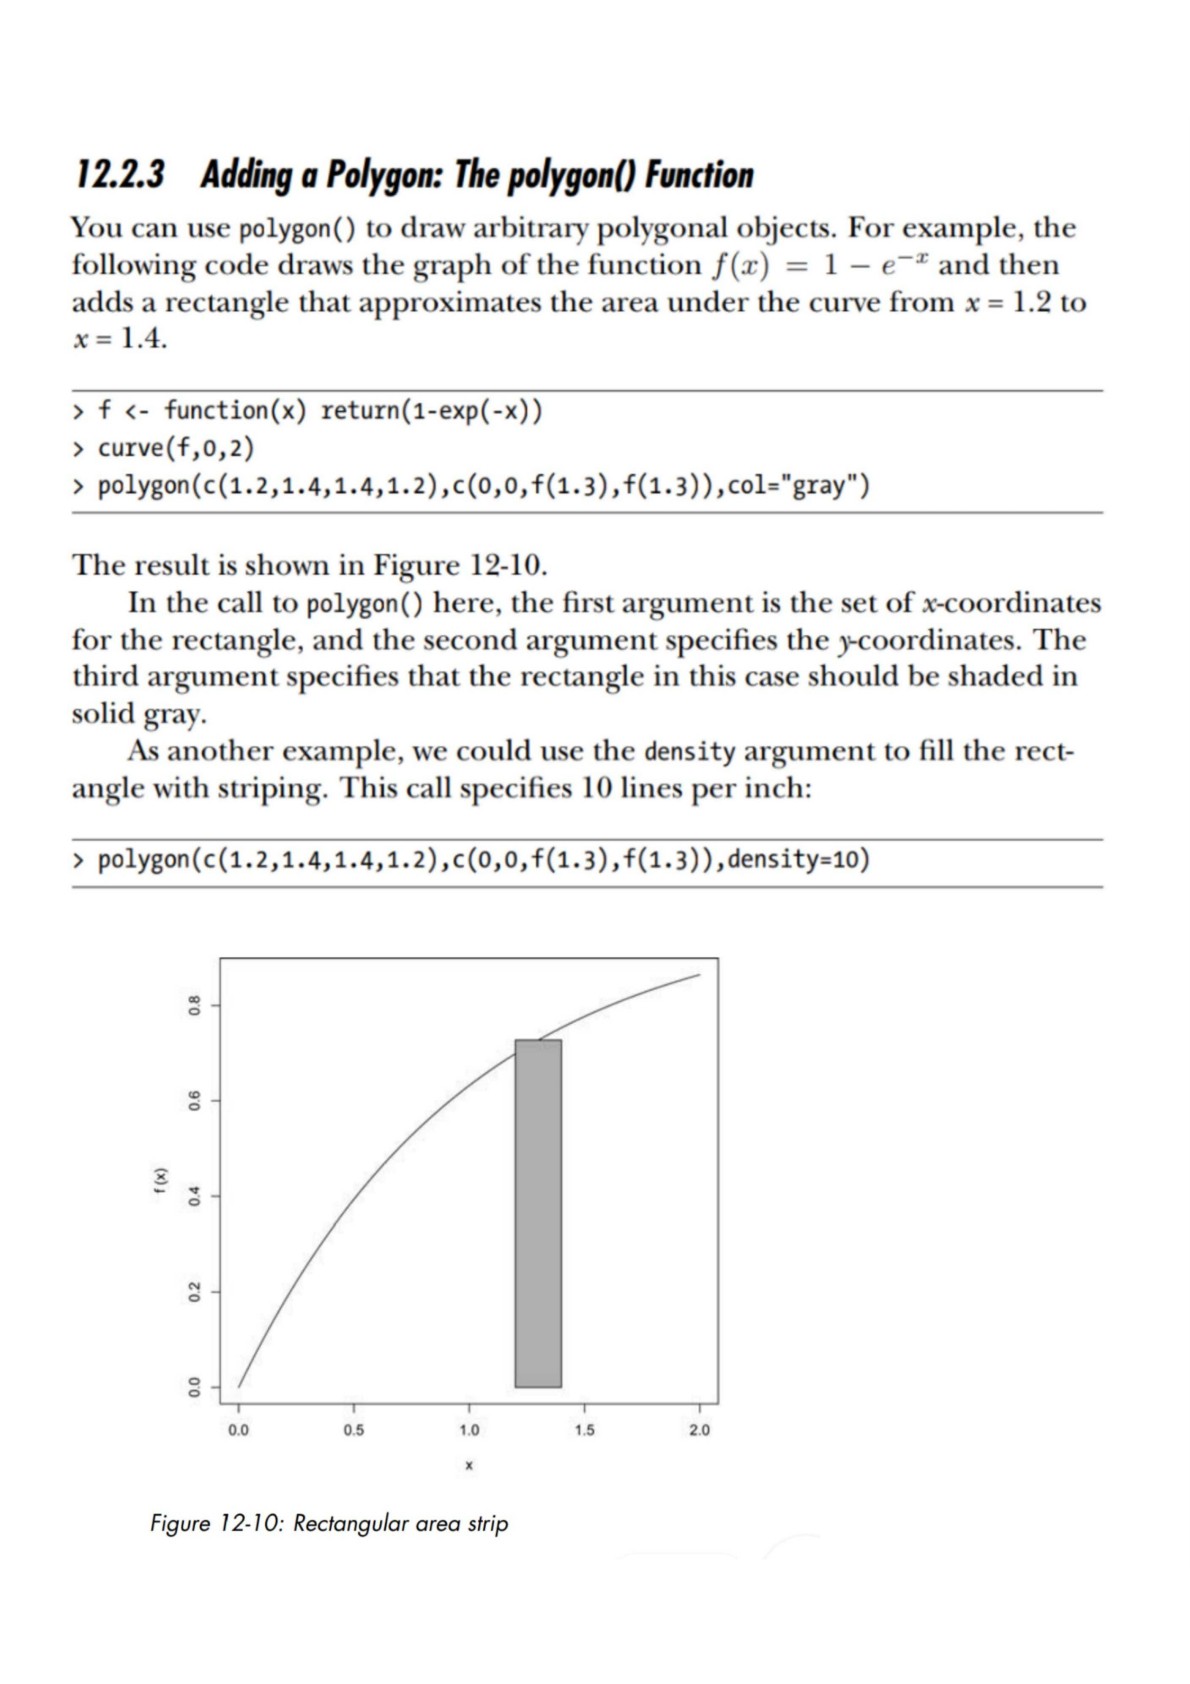 12.2.3 Adding a Polygon: The polygon() Function
You can use polygon() to draw arbitrary polygonal objects. For example, the
following code draws the graph of the function f(x) = 1 − e⁻ˣ and then
adds a rectangle that approximates the area under the curve from x = 1.2 to
x = 1.4.
> f <- function(x) return(1-exp(-x))
> curve(f,0,2)
> polygon(c(1.2,1.4,1.4,1.2),c(0,0,f(1.3),f(1.3)),col="gray")
The result is shown in Figure 12-10.
In the call to polygon() here, the first argument is the set of x-coordinates
for the rectangle, and the second argument specifies the y-coordinates. The
third argument specifies that the rectangle in this case should be shaded in
solid gray.
As another example, we could use the density argument to fill the rect-
angle with striping. This call specifies 10 lines per inch:
> polygon(c(1.2,1.4,1.4,1.2),c(0,0,f(1.3),f(1.3)),density=10)
0.8
0.6
f (x)
0.4
0.2
0.0
0.0 0.5 1.0 1.5 2.0
x
Figure 12-10: Rectangular area strip